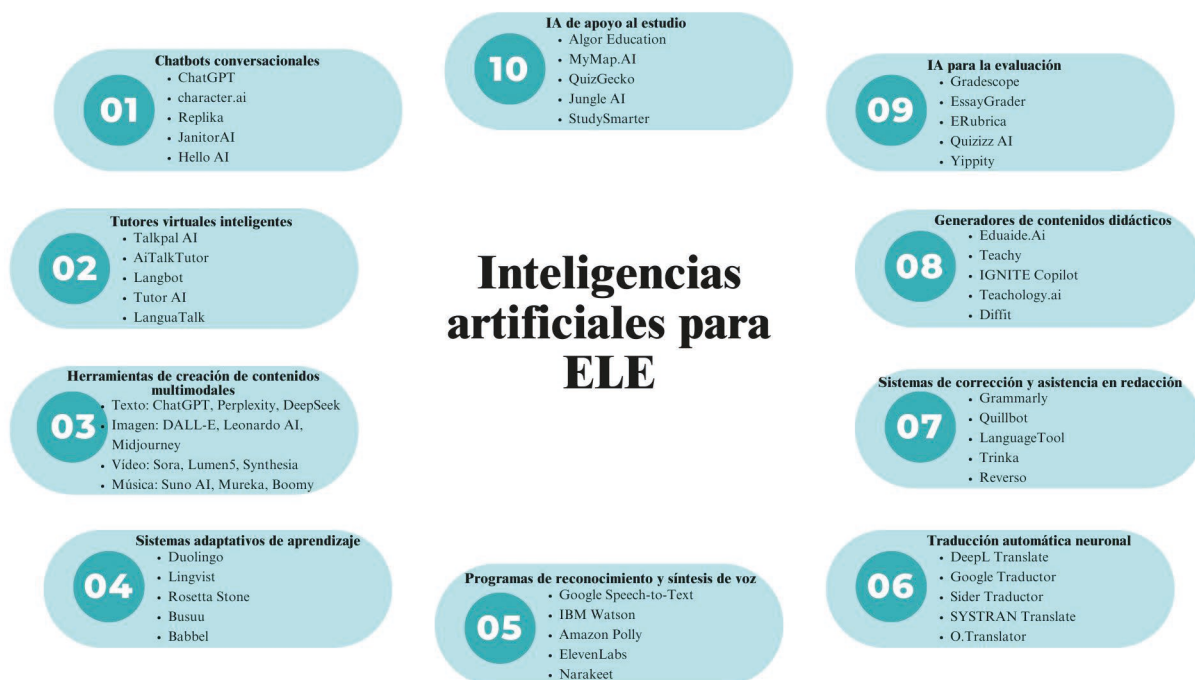 Inteligencias
artificiales para
ELE
01
Chatbots conversacionales
• ChatGPT
• character.ai
• Replika
• JanitorAI
• Hello AI
02
Tutores virtuales inteligentes
• Talkpal AI
• AiTalkTutor
• Langbot
• Tutor AI
• LanguaTalk
03
Herramientas de creación de contenidos
multimodales
• Texto: ChatGPT, Perplexity, DeepSeek
• Imagen: DALL-E, Leonardo AI,
Midjourney
• Vídeo: Sora, Lumen5, Synthesia
• Música: Suno AI, Mureka, Boomy
04
Sistemas adaptativos de aprendizaje
• Duolingo
• Lingvist
• Rosetta Stone
• Busuu
• Babbel
05
Programas de reconocimiento y síntesis de voz
• Google Speech-to-Text
• IBM Watson
• Amazon Polly
• ElevenLabs
• Narakeet
06
Traducción automática neuronal
• DeepL Translate
• Google Traductor
• Sider Traductor
• SYSTRAN Translate
• O.Translator
07
Sistemas de corrección y asistencia en redacción
• Grammarly
• Quillbot
• LanguageTool
• Trinka
• Reverso
08
Generadores de contenidos didácticos
• Eduaide.Ai
• Teachy
• IGNITE Copilot
• Teachology.ai
• Diffit
09
IA para la evaluación
• Gradescope
• EssayGrader
• ERubrica
• Quizizz AI
• Yippity
10
IA de apoyo al estudio
• Algor Education
• MyMap.AI
• QuizGecko
• Jungle AI
• StudySmarter